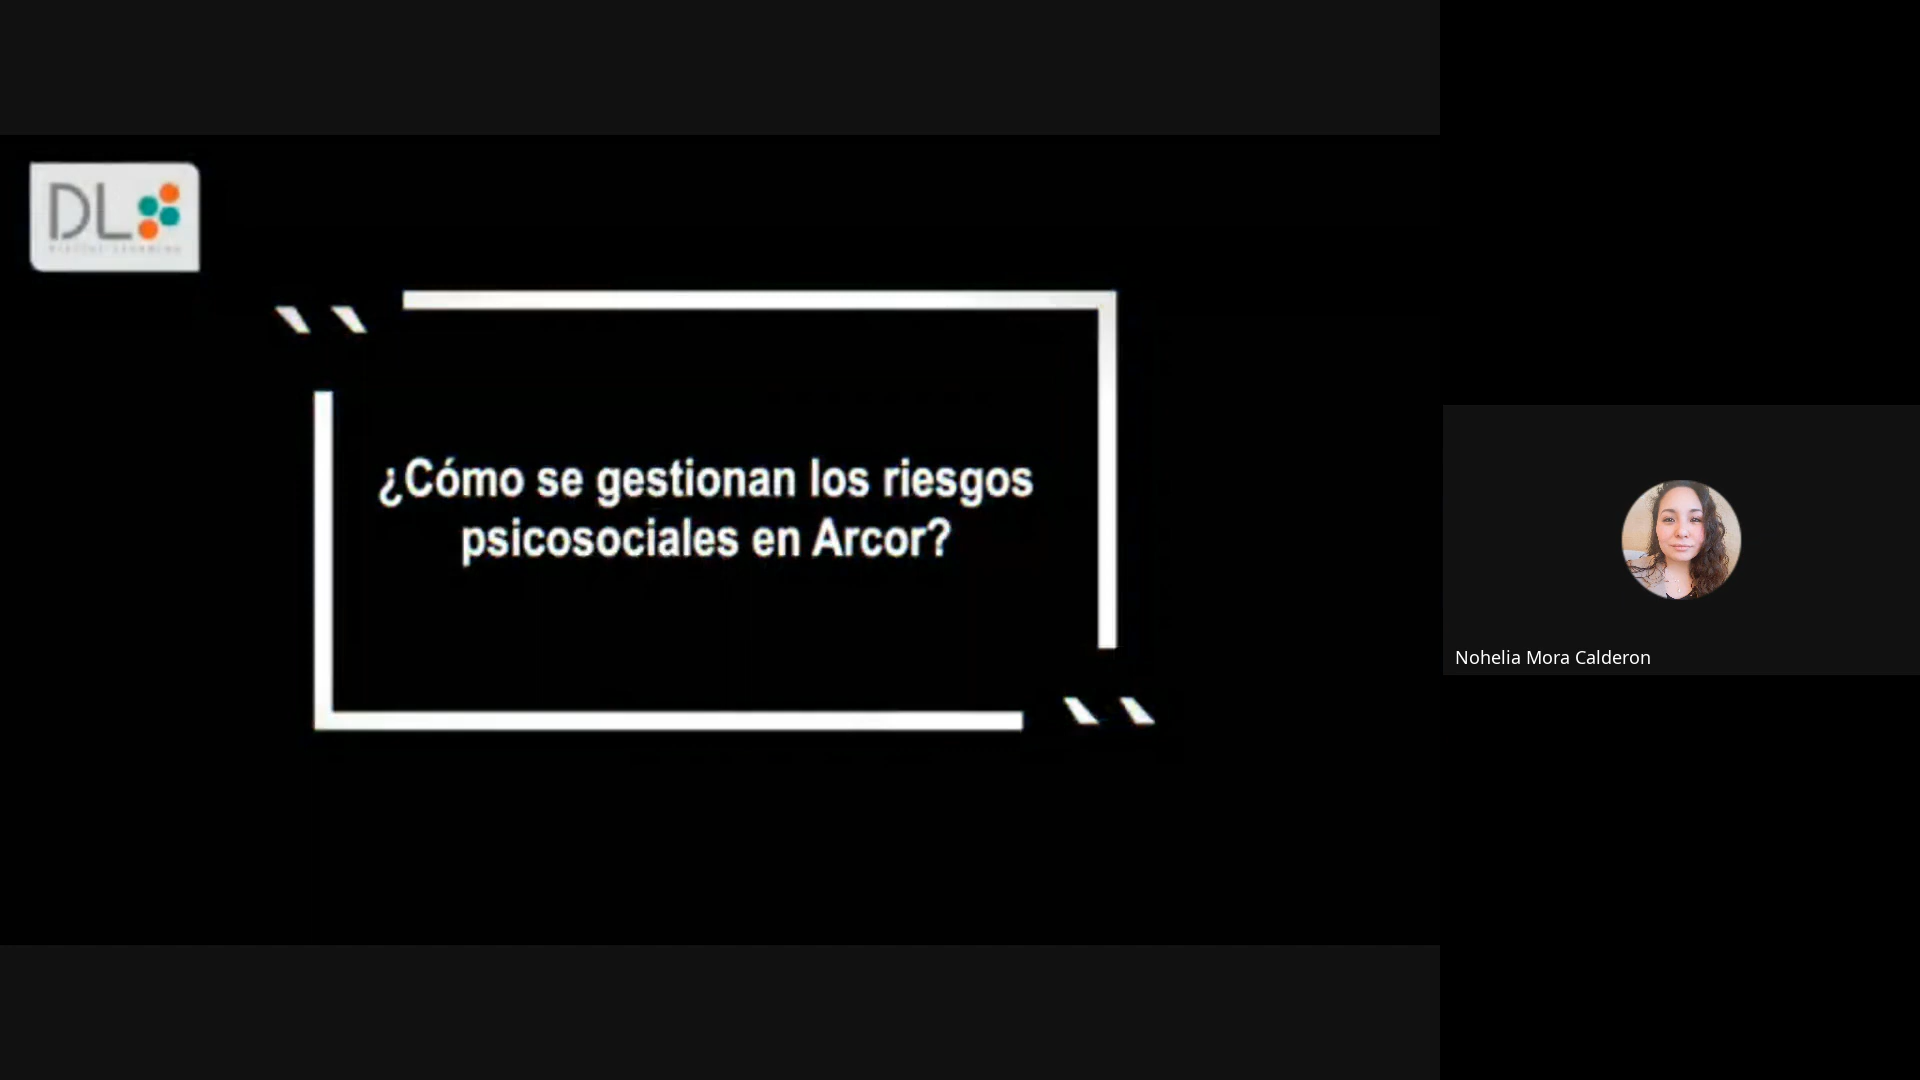 DL
¿Cómo se gestionan los riesgos
psicosociales en Arcor?
Nohelia Mora Calderon